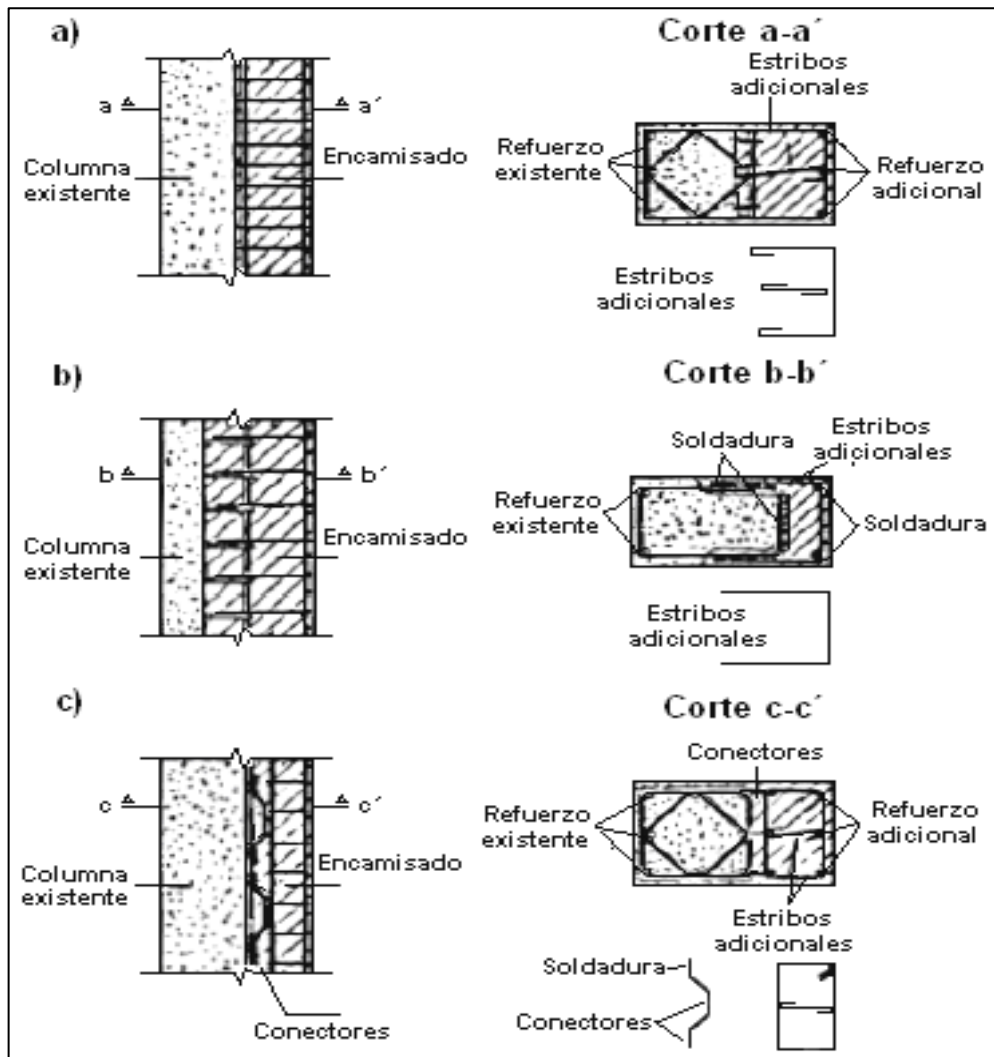 a)
Corte a-a´
Estribos
adicionales
a
a´
Refuerzo
existente
Columna
existente
Encamisado
Refuerzo
adicional
Estribos
adicionales
b)
Corte b-b´
Soldadura
Estribos
adicionales
b
b´
Refuerzo
existente
Soldadura
Encamisado
Columna
existente
Estribos
adicionales
c)
Corte c-c´
Conectores
c
c´
Refuerzo
existente
Refuerzo
adicional
Encamisado
Columna
existente
Estribos
adicionales
Soldadura
Conectores
Conectores